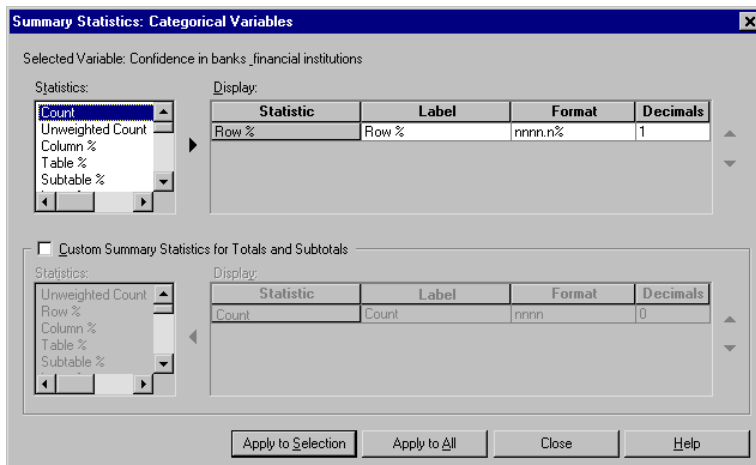 Summary Statistics: Categorical Variables
Selected Variable: Confidence in banks _financial institutions
Statistics:
Count
Unweighted Count
Column %
Table %
Subtable %
Display:
Statistic Label Format Decimals
Row % Row % nnnn.n% 1
Custom Summary Statistics for Totals and Subtotals
Statistics:
Unweighted Count
Row %
Column %
Table %
Subtable %
Display:
Statistic Label Format Decimals
Count Count nnnn 0
Apply to Selection Apply to All Close Help